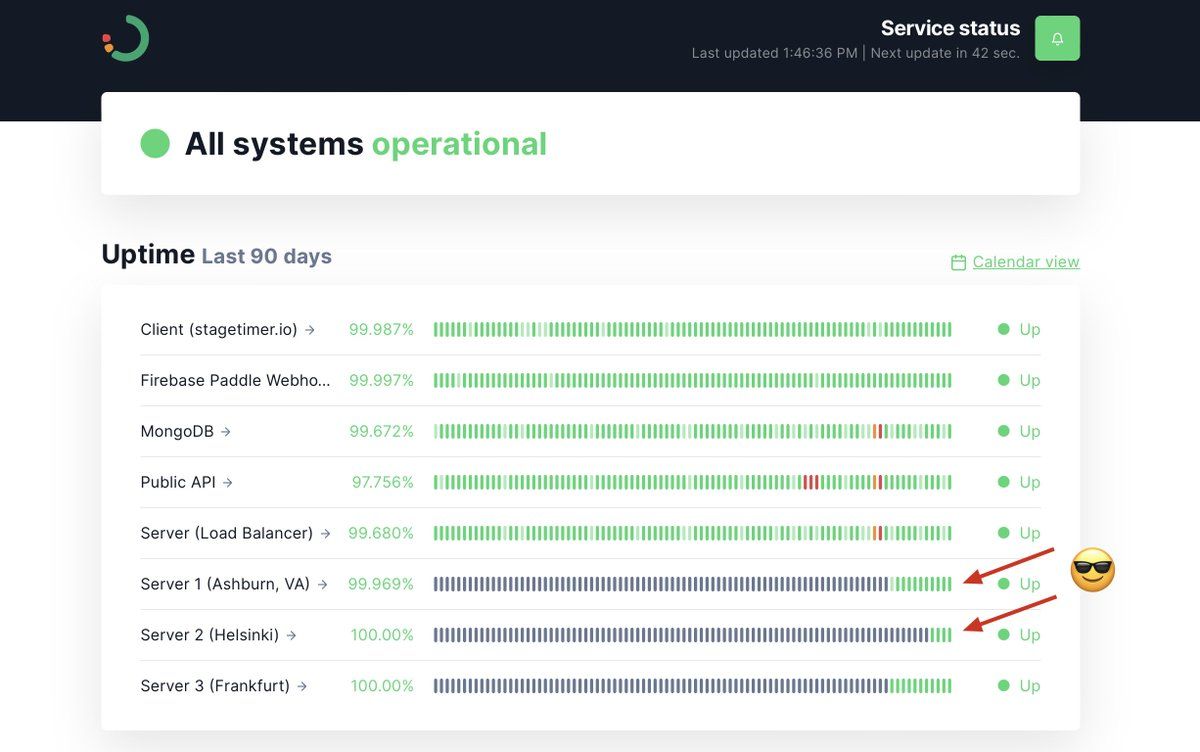 Service status
Last updated 1:46:36 PM | Next update in 42 sec.
All systems operational
Uptime Last 90 days
Calendar view
Client (stagetimer.io) → 99.987% Up
Firebase Paddle Webho... 99.997% Up
MongoDB → 99.672% Up
Public API → 97.756% Up
Server (Load Balancer) → 99.680% Up
Server 1 (Ashburn, VA) → 99.969% Up
Server 2 (Helsinki) → 100.00% Up
Server 3 (Frankfurt) → 100.00% Up